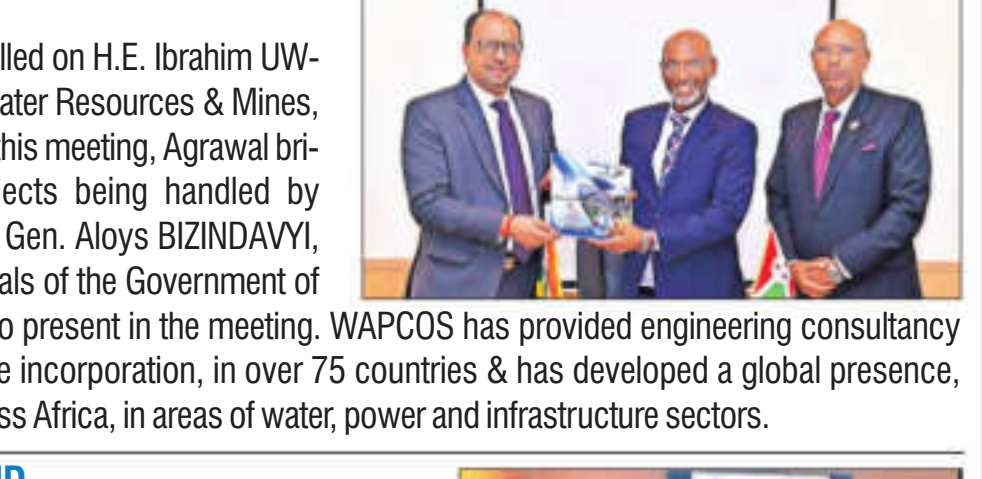 lled on H.E. Ibrahim UW-
ater Resources & Mines,
this meeting, Agrawal bri-
jects being handled by
Gen. Aloys BIZINDAVYI,
als of the Government of
o present in the meeting. WAPCOS has provided engineering consultancy
e incorporation, in over 75 countries & has developed a global presence,
ss Africa, in areas of water, power and infrastructure sectors.